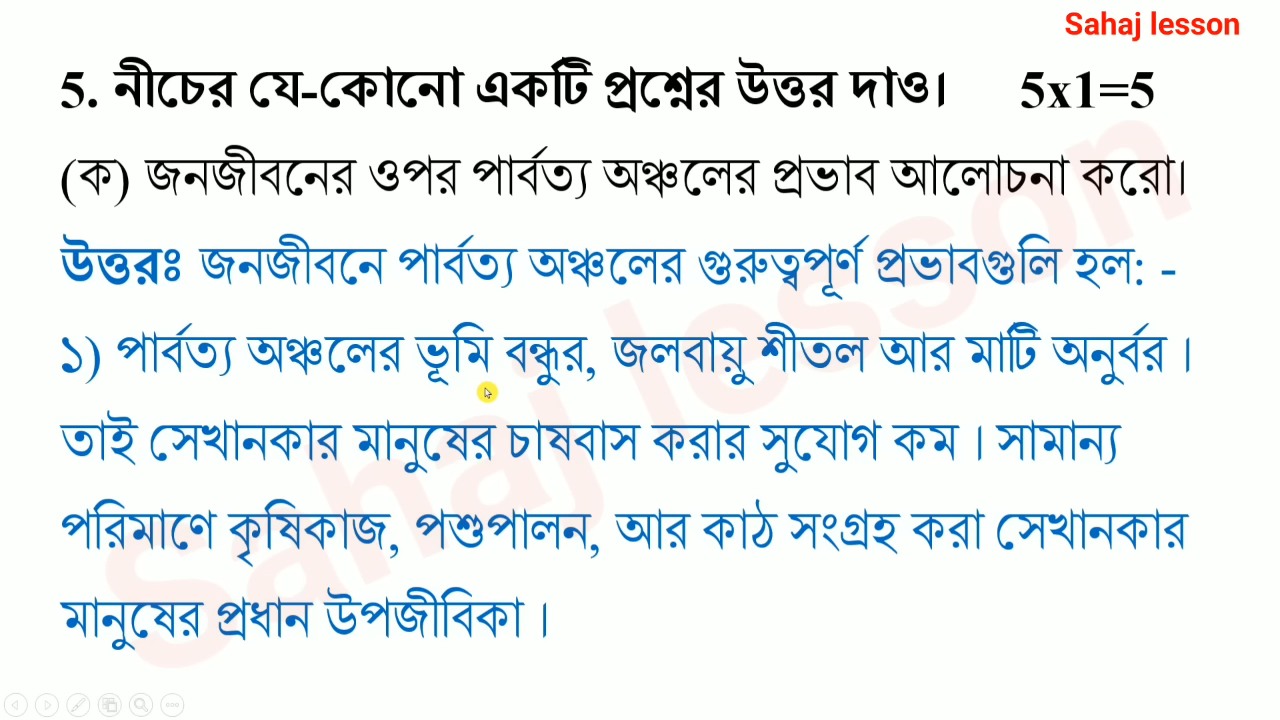 Sahaj lesson
5. নীচের যে-কোনো একটি প্রশ্নের উত্তর দাও। 5x1=5
(ক) জনজীবনের ওপর পার্বত্য অঞ্চলের প্রভাব আলোচনা করো।
উত্তরঃ জনজীবনে পার্বত্য অঞ্চলের গুরুত্বপূর্ণ প্রভাবগুলি হল: -
১) পার্বত্য অঞ্চলের ভূমি বন্ধুর, জলবায়ু শীতল আর মাটি অনুর্বর ।
তাই সেখানকার মানুষের চাষবাস করার সুযোগ কম । সামান্য
পরিমাণে কৃষিকাজ, পশুপালন, আর কাঠ সংগ্রহ করা সেখানকার
মানুষের প্রধান উপজীবিকা ।
Sahaj lesson